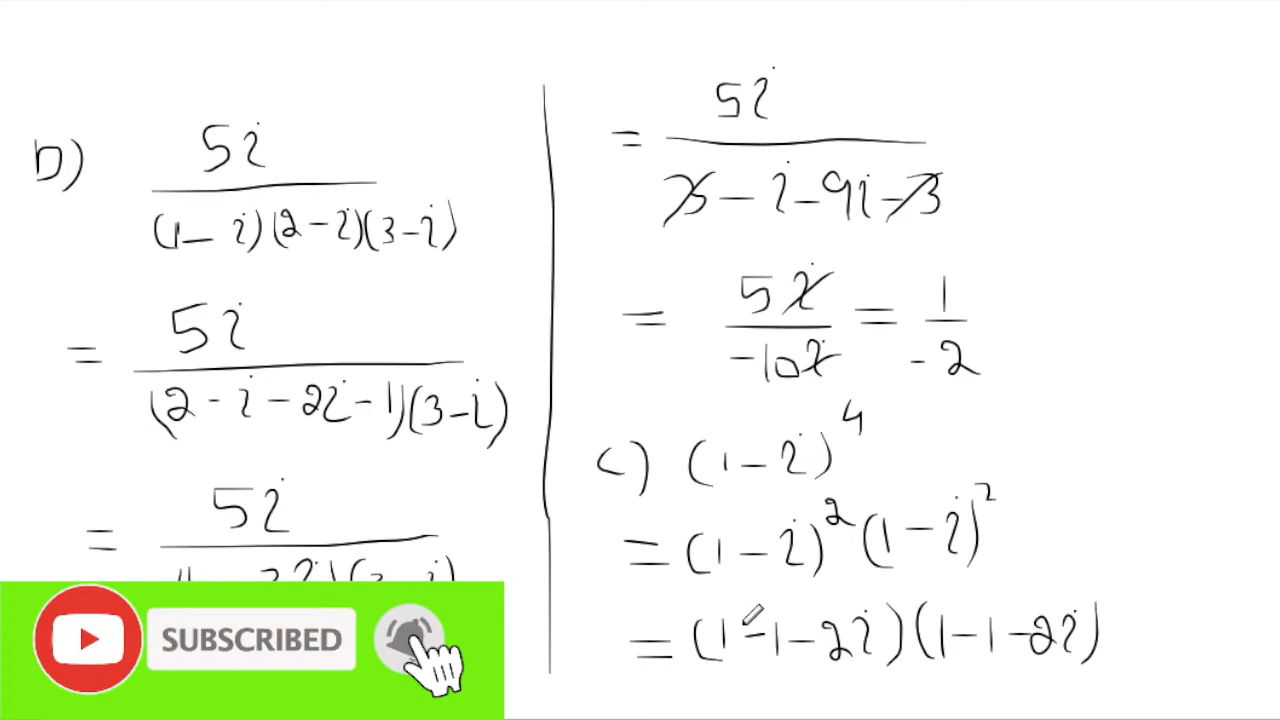 b) 5i
(1 - i)(2 - i)(3 - i)
= 5i
(2 - i - 2i - 1)(3 - i)
= 5i
SUBSCRIBED
= 5i
3 - i - 9i - 3
= 5i / -10i = 1 / -2
c) (1 - i)^4
= (1 - i)^2 (1 - i)^2
= (1 - 1 - 2i)(1 - 1 - 2i)